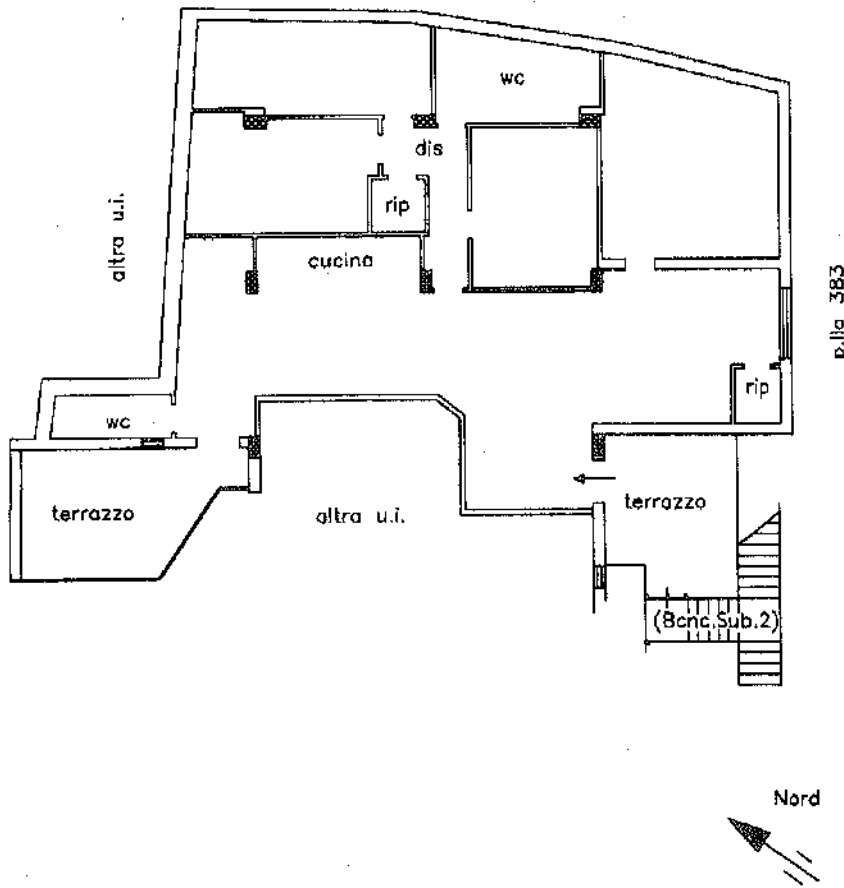 wc
dis
rip
altra u.i.
cucina
p.lla 383
rip
wc
terrazzo
altra u.i.
terrazzo
(Bcnc.Sub.2)
Nord